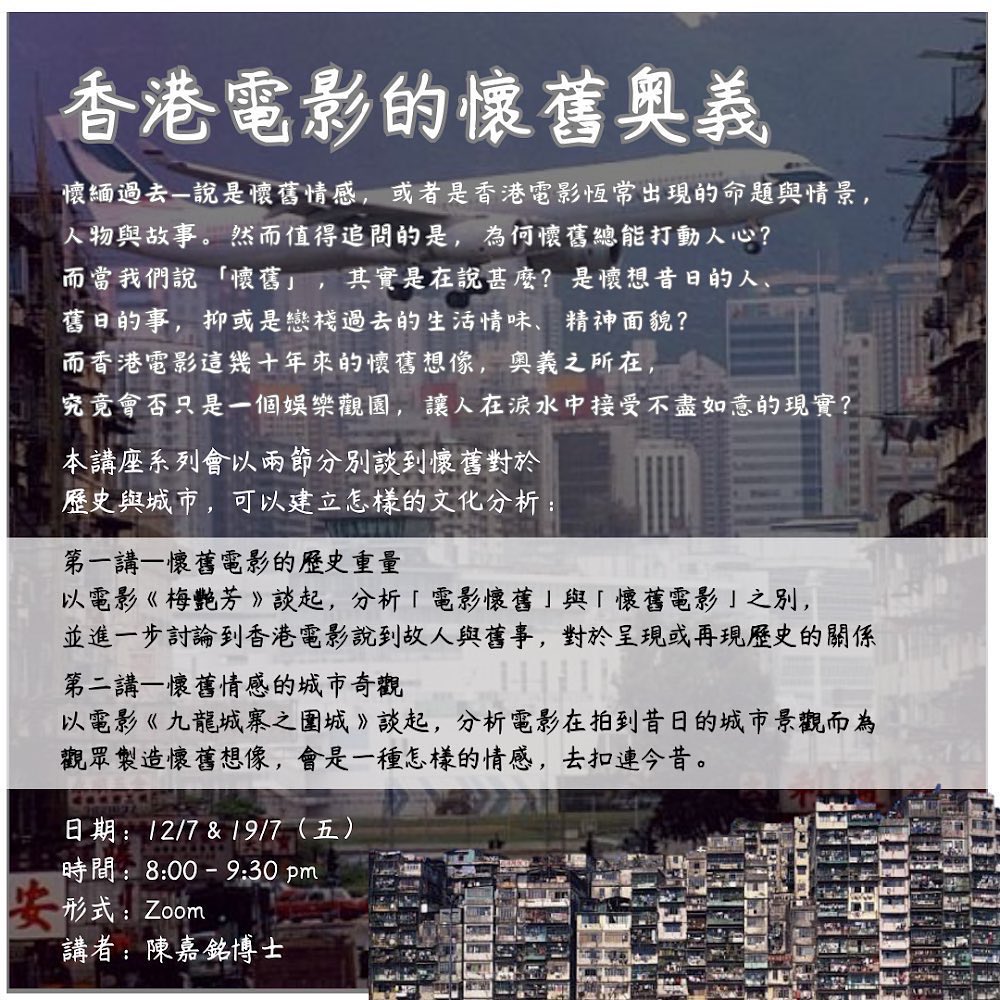 香港電影的懷舊奧義
懷緬過去—說是懷舊情感，或者是香港電影恆常出現的命題與情景，
人物與故事。然而值得追問的是，為何懷舊總能打動人心？
而當我們說「懷舊」，其實是在說甚麼？是懷想昔日的人、
舊日的事，抑或是戀棧過去的生活情味、精神面貌？
而香港電影這幾十年來的懷舊想像，奧義之所在，
究竟會否只是一個娛樂觀園，讓人在淚水中接受不盡如意的現實？
本講座系列會以兩節分別談到懷舊對於
歷史與城市，可以建立怎樣的文化分析：
第一講—懷舊電影的歷史重量
以電影《梅艷芳》談起，分析「電影懷舊」與「懷舊電影」之別，
並進一步討論到香港電影說到故人與舊事，對於呈現或再現歷史的關係
第二講—懷舊情感的城市奇觀
以電影《九龍城寨之圍城》談起，分析電影在拍到昔日的城市景觀而為
觀眾製造懷舊想像，會是一種怎樣的情感，去扣連今昔。
日期：12/7 & 19/7（五）
時間：8:00 - 9:30 pm
形式：Zoom
講者：陳嘉銘博士
安